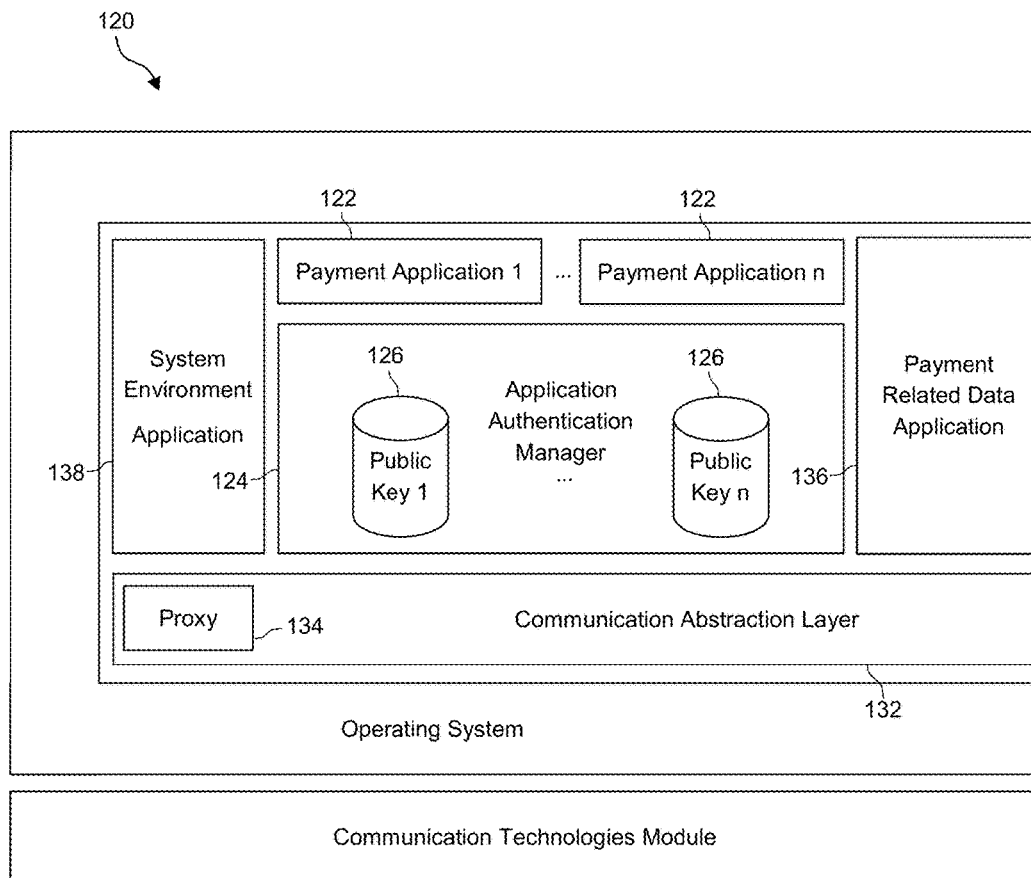 120
122
122
Payment Application 1
...
Payment Application n
System
Environment
Application
126
Public
Key 1
Application
Authentication
Manager
...
126
Public
Key n
Payment
Related Data
Application
138
124
136
Proxy
134
Communication Abstraction Layer
132
Operating System
Communication Technologies Module